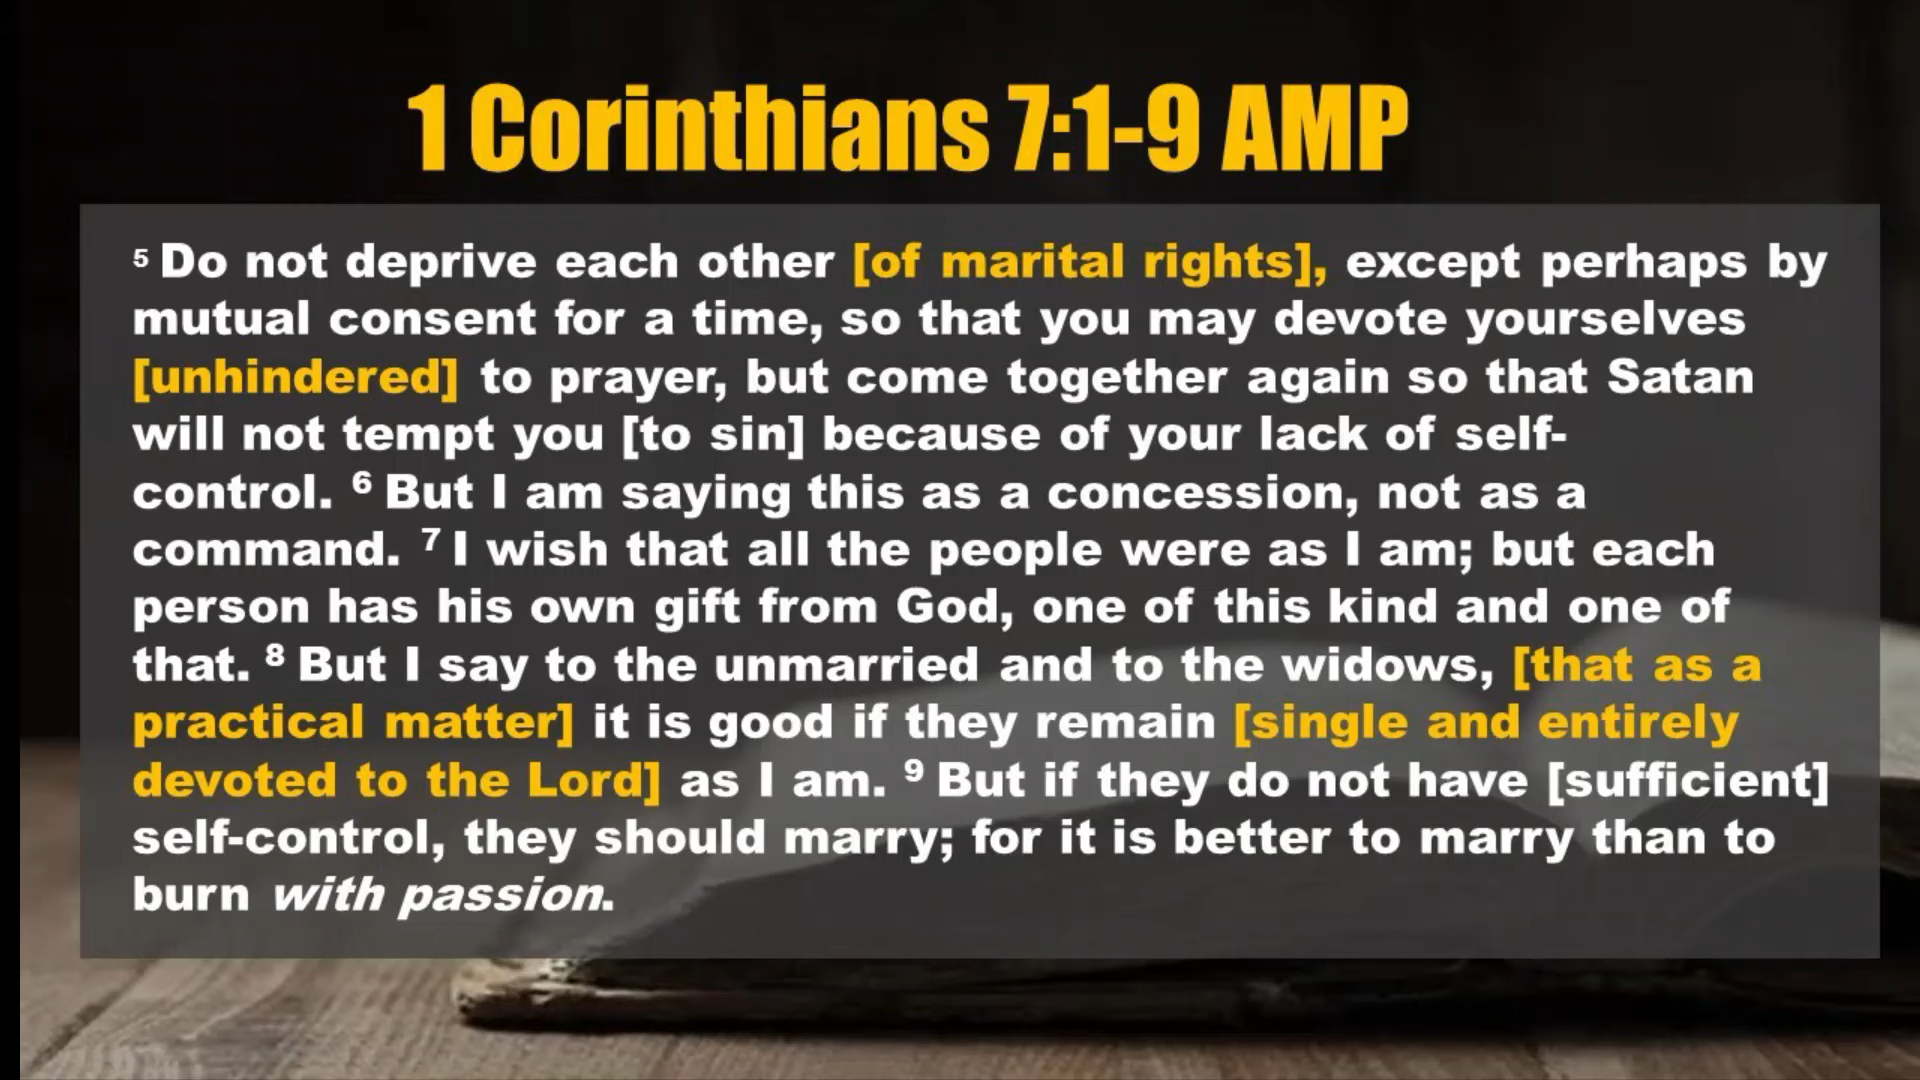 1 Corinthians 7:1-9 AMP
⁵ Do not deprive each other [of marital rights], except perhaps by
mutual consent for a time, so that you may devote yourselves
[unhindered] to prayer, but come together again so that Satan
will not tempt you [to sin] because of your lack of self-
control. ⁶ But I am saying this as a concession, not as a
command. ⁷ I wish that all the people were as I am; but each
person has his own gift from God, one of this kind and one of
that. ⁸ But I say to the unmarried and to the widows, [that as a
practical matter] it is good if they remain [single and entirely
devoted to the Lord] as I am. ⁹ But if they do not have [sufficient]
self-control, they should marry; for it is better to marry than to
burn with passion.